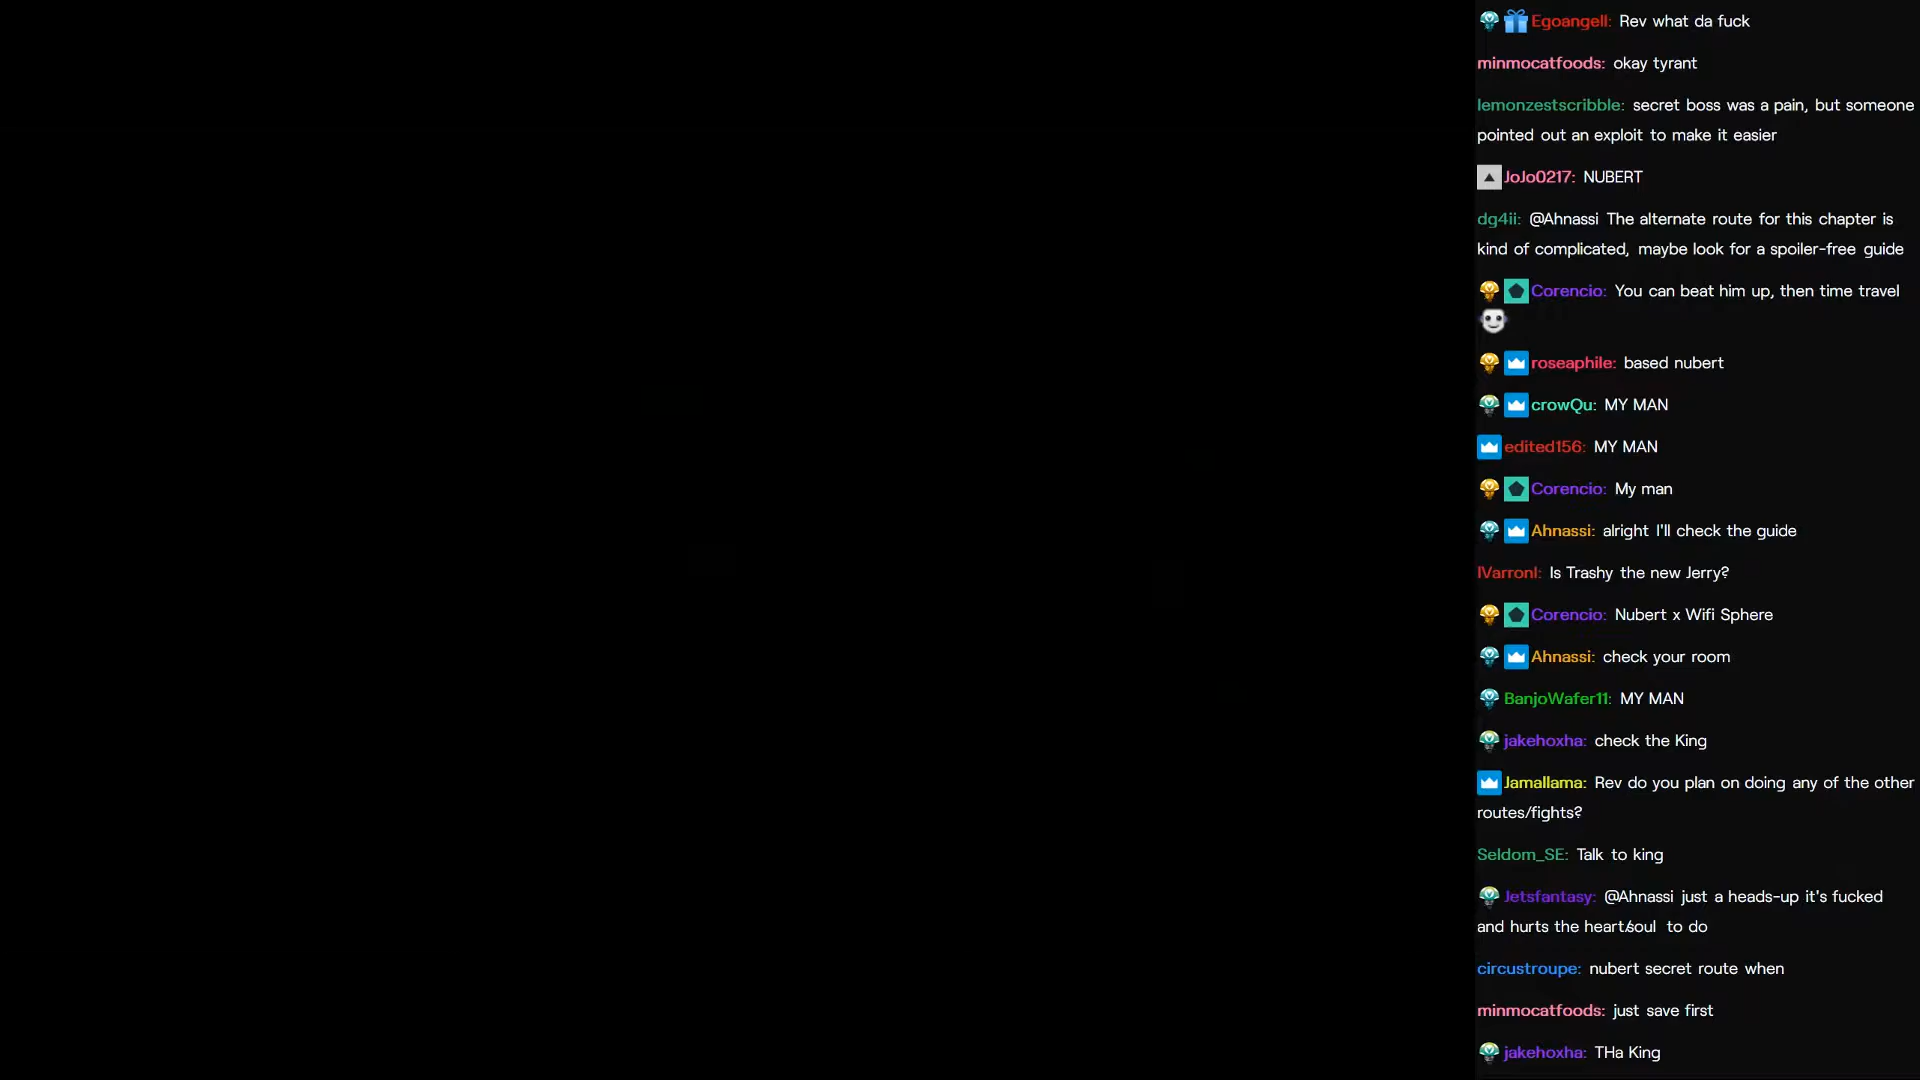 Egoangell: Rev what da fuck
minmocatfoods: okay tyrant
lemonzestscribble: secret boss was a pain, but someone
pointed out an exploit to make it easier
JoJo0217: NUBERT
dg4ii: @Ahnassi The alternate route for this chapter is
kind of complicated, maybe look for a spoiler-free guide
Corencio: You can beat him up, then time travel
roseaphile: based nubert
crowQu: MY MAN
edited156: MY MAN
Corencio: My man
Ahnassi: alright I'll check the guide
IVarronI: Is Trashy the new Jerry?
Corencio: Nubert x Wifi Sphere
Ahnassi: check your room
BanjoWafer11: MY MAN
jakehoxha: check the King
Jamallama: Rev do you plan on doing any of the other
routes/fights?
Seldom_SE: Talk to king
Jetsfantasy: @Ahnassi just a heads-up it's fucked
and hurts the heart/soul to do
circustroupe: nubert secret route when
minmocatfoods: just save first
jakehoxha: THa King